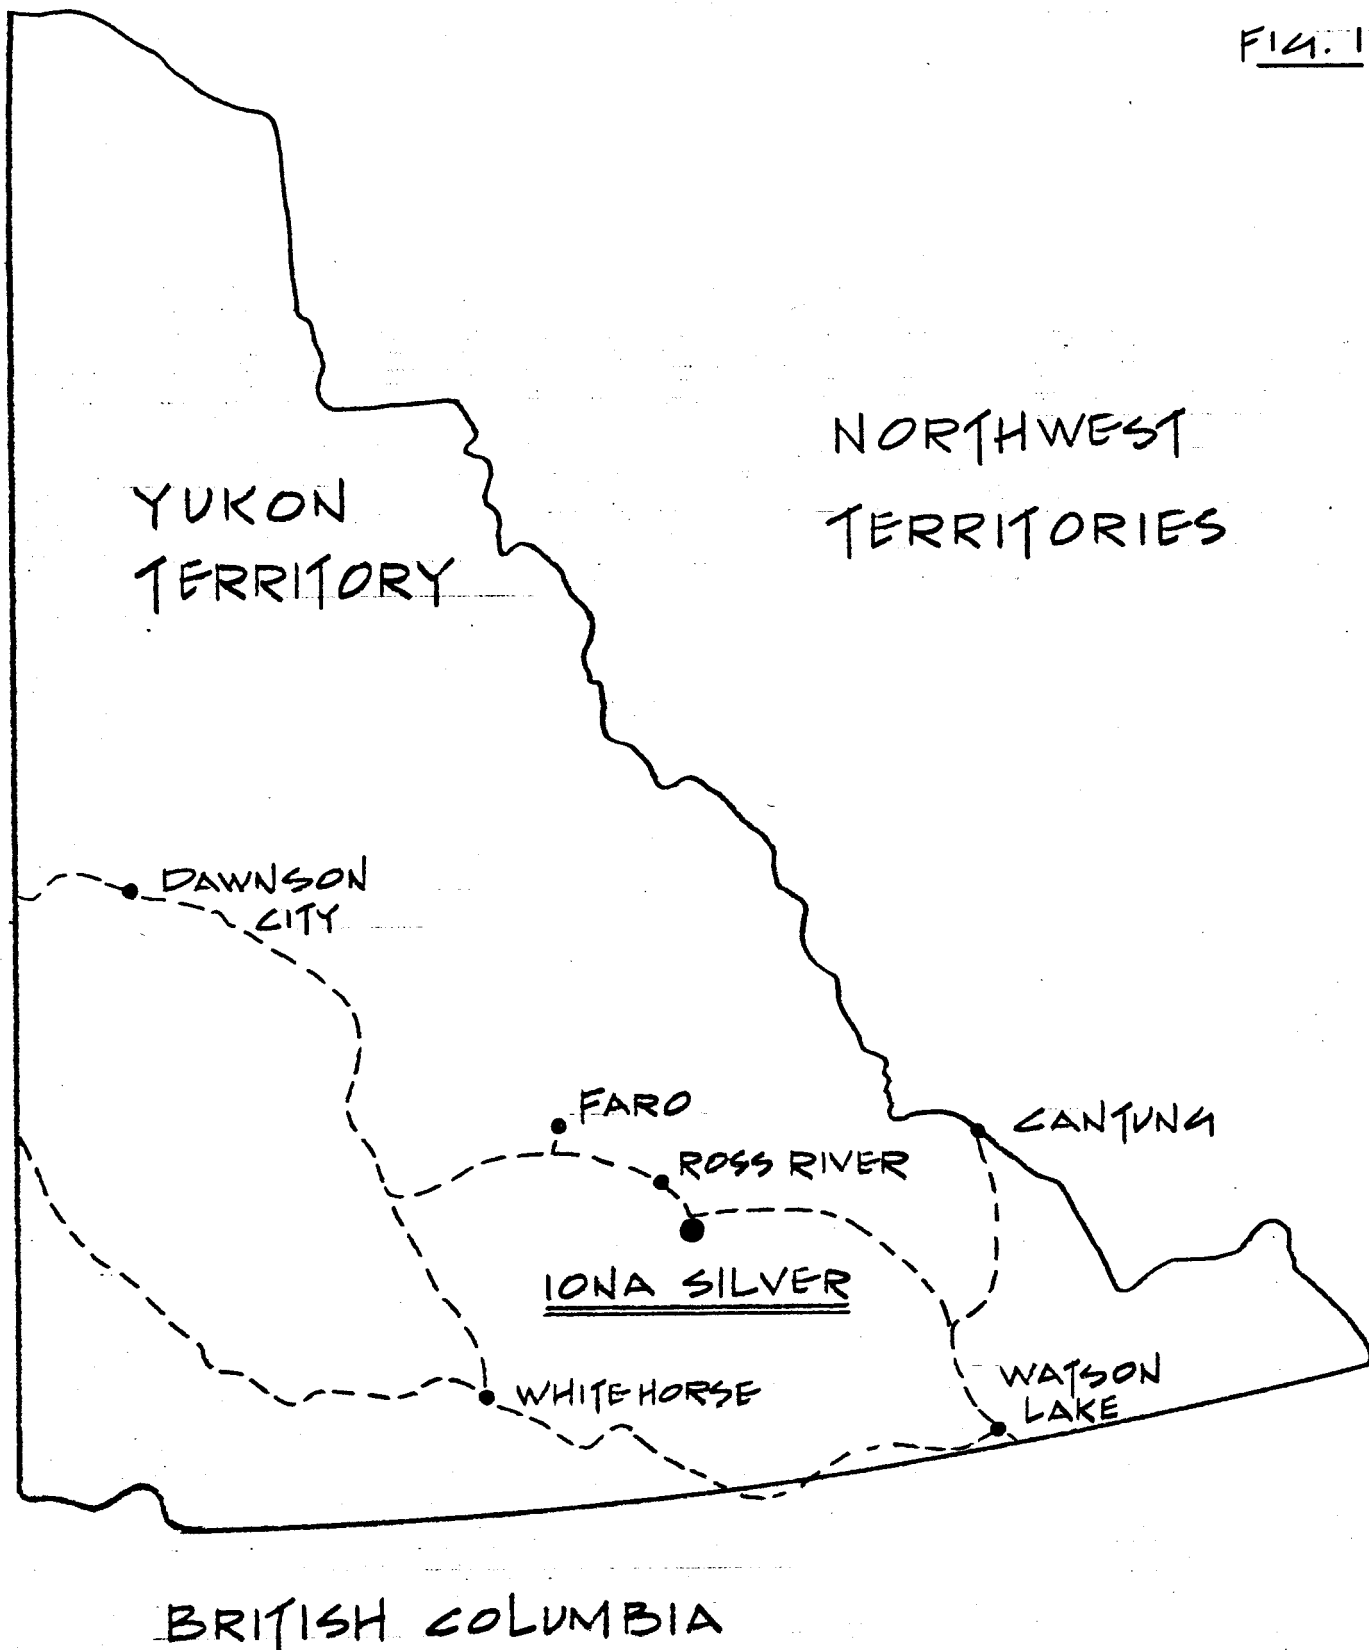 FIG. 1
NORTHWEST
TERRITORIES
YUKON
TERRITORY
DAWNSON
CITY
FARO
CANTUNG
ROSS RIVER
IONA SILVER
WHITEHORSE
WATSON
LAKE
BRITISH COLUMBIA